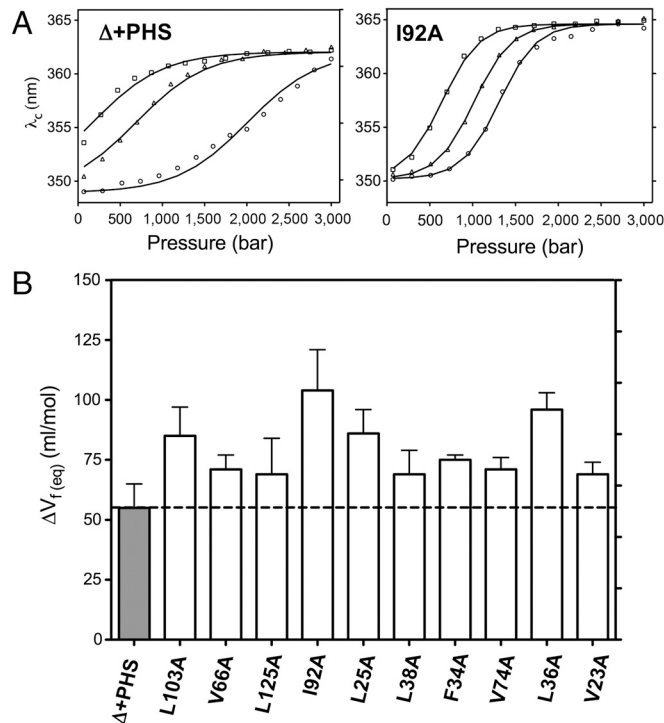 A
Δ+PHS
I92A
365
360
355
350
λc (nm)
0 500 1,000 1,500 2,000 2,500 3,000
Pressure (bar)
365
360
355
350
0 500 1,000 1,500 2,000 2,500 3,000
Pressure (bar)
B
150
125
100
75
50
25
0
ΔVf (eq) (ml/mol)
Δ+PHS
L103A
V66A
L125A
I92A
L25A
L38A
F34A
V74A
L36A
V23A